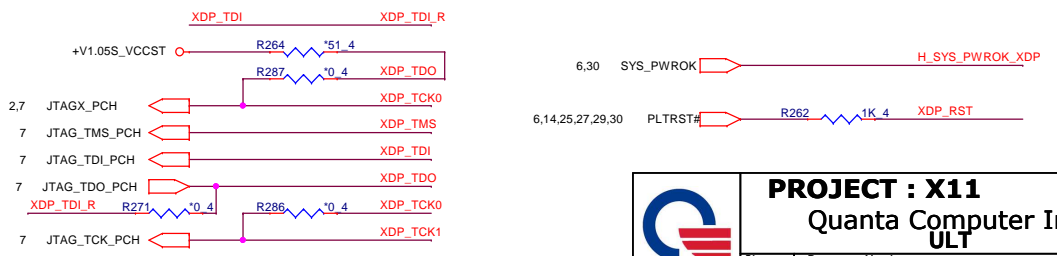 XDP_TDI XDP_TDI_R
+V1.05S_VCCST R264 *51_4
R287 *0_4 XDP_TDO
2,7 JTAGX_PCH XDP_TCK0
7 JTAG_TMS_PCH XDP_TMS
7 JTAG_TDI_PCH XDP_TDI
7 JTAG_TDO_PCH XDP_TDO
XDP_TDI_R R271 *0_4 R286 *0_4 XDP_TCK0
7 JTAG_TCK_PCH XDP_TCK1
6,30 SYS_PWROK H_SYS_PWROK_XDP
6,14,25,27,29,30 PLTRST# R262 1K_4 XDP_RST
PROJECT : X11
Quanta Computer In
ULT